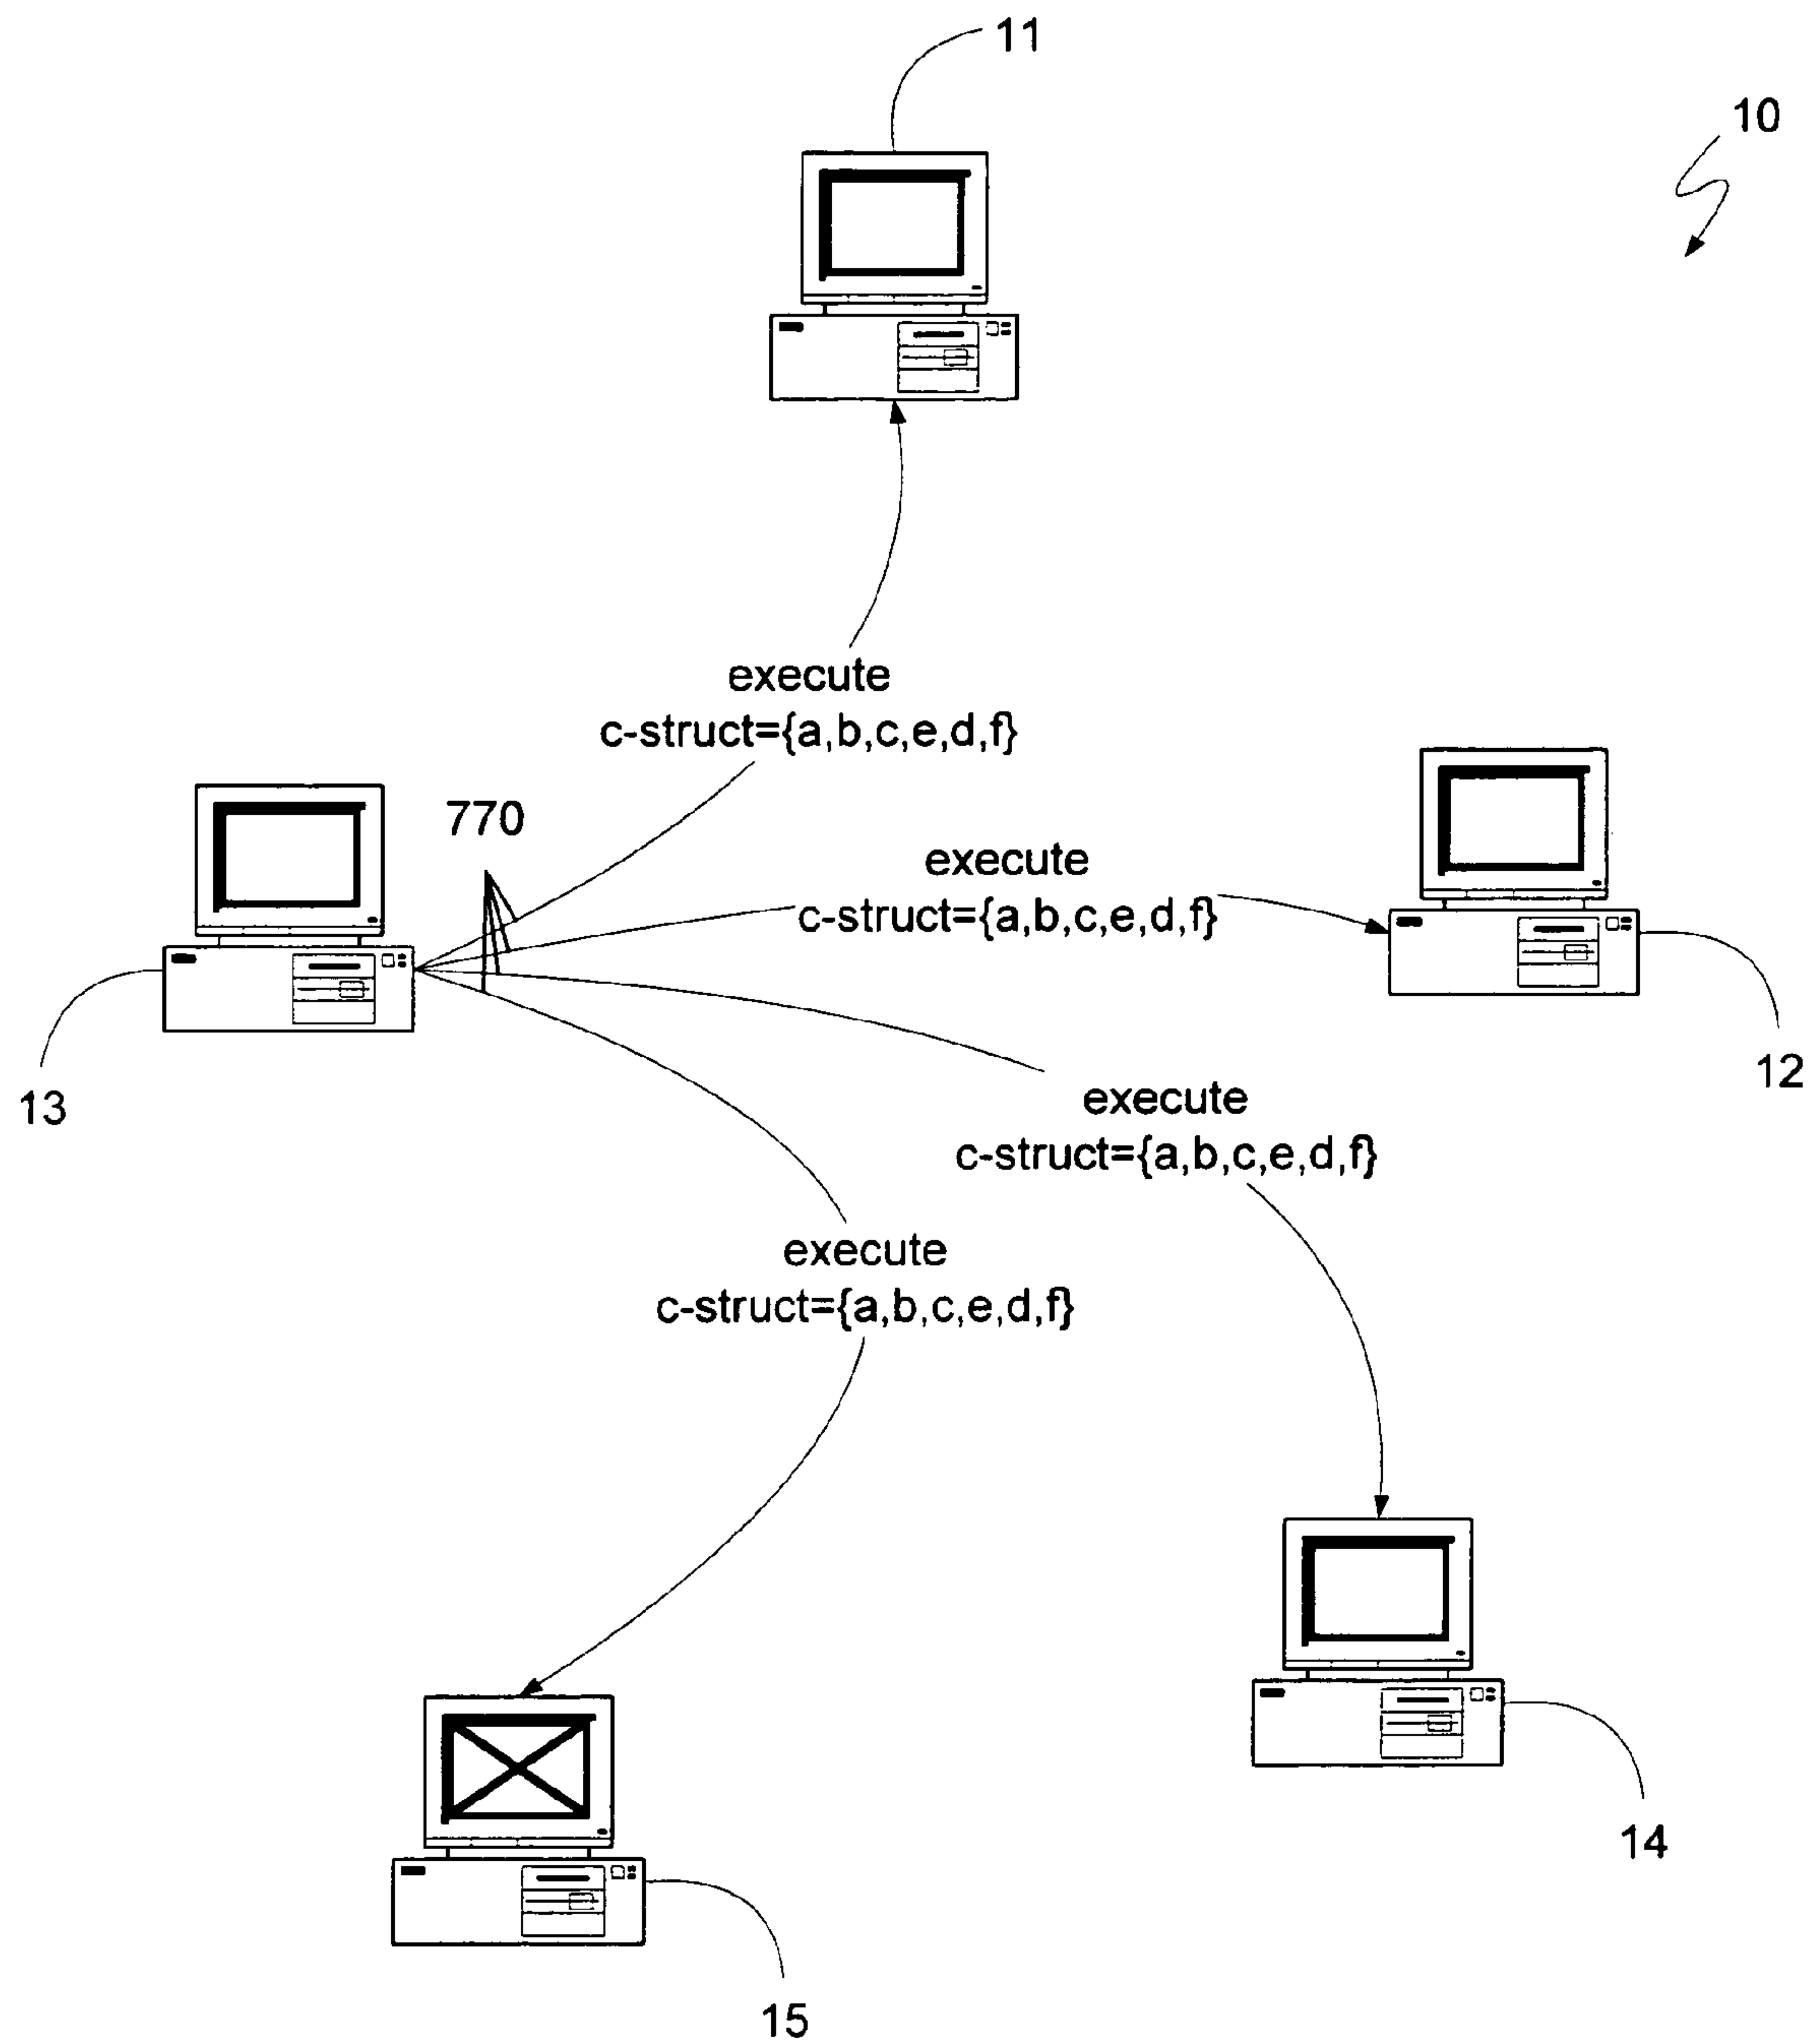 11
10
execute
c-struct={a,b,c,e,d,f}
770
execute
c-struct={a,b,c,e,d,f}
12
13
execute
c-struct={a,b,c,e,d,f}
execute
c-struct={a,b,c,e,d,f}
14
15